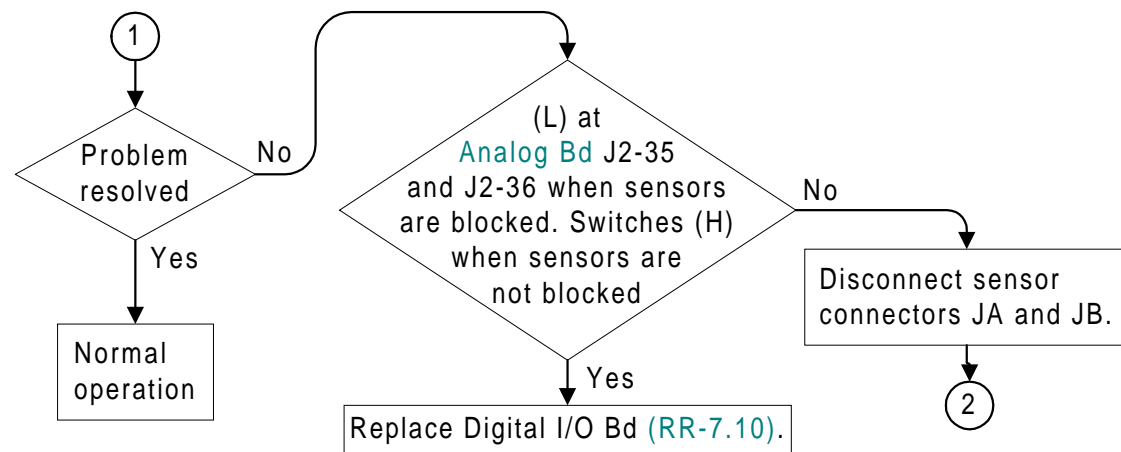 1
Problem
resolved
No
Yes
Normal
operation
(L) at
Analog Bd J2-35
and J2-36 when sensors
are blocked. Switches (H)
when sensors are
not blocked
No
Yes
Replace Digital I/O Bd (RR-7.10).
Disconnect sensor
connectors JA and JB.
2